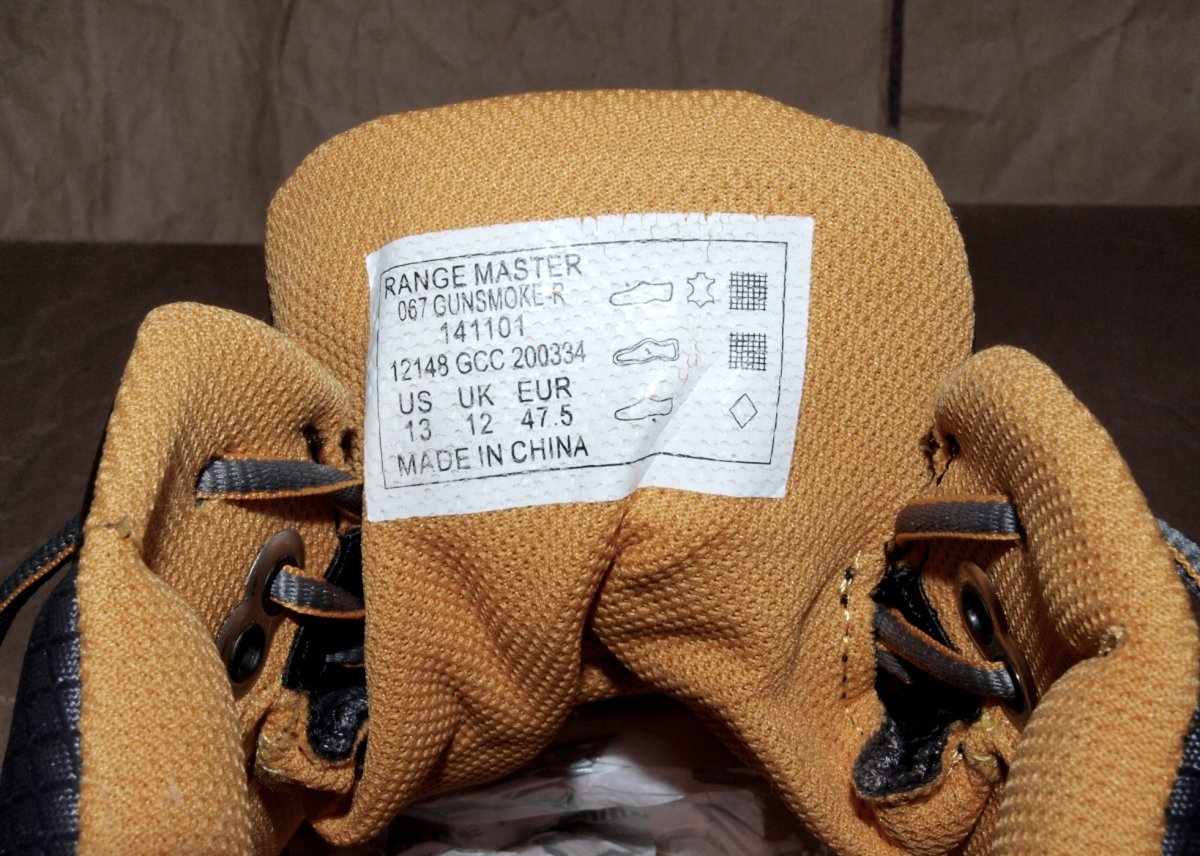 RANGE MASTER
067 GUNSMOKE-R
141101
12148 GCC 200334
US UK EUR
13 12 47.5
MADE IN CHINA